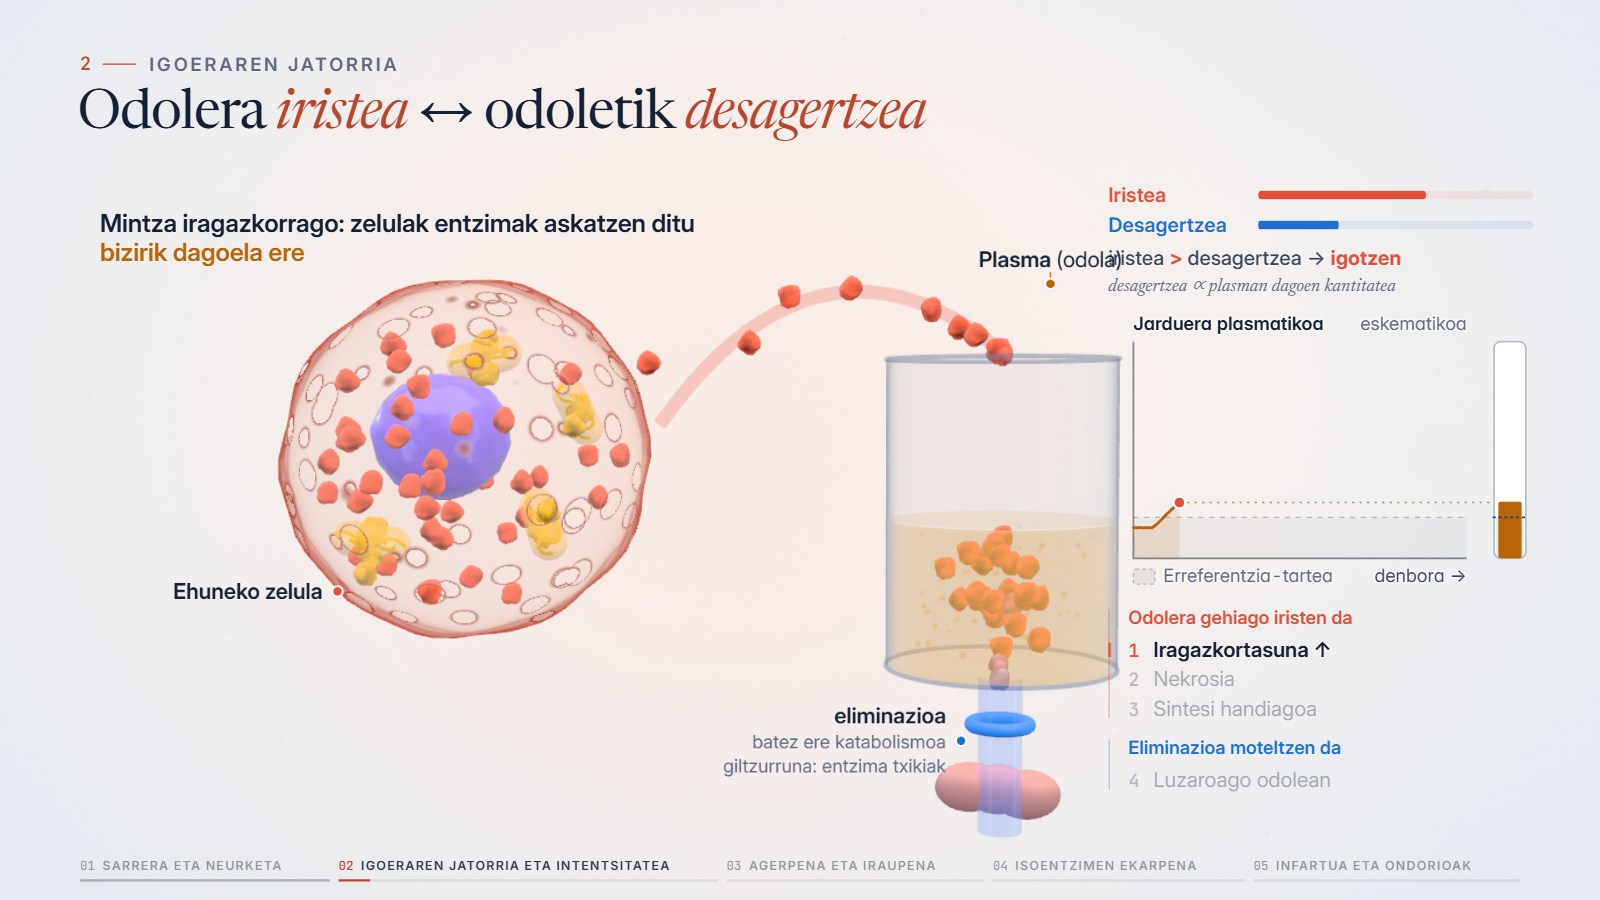 2 — IGOERAREN JATORRIA
Odolera iristea ↔ odoletik desagertzea
Mintza iragazkorrago: zelulak entzimak askatzen ditu
bizirik dagoela ere
Ehuneko zelula
Plasma (odola)
eliminazioa
batez ere katabolismoa
giltzurruna: entzima txikiak
Iristea
Desagertzea
iristea > desagertzea → igotzen
desagertzea ∝ plasman dagoen kantitatea
Jarduera plasmatikoa eskematikoa
Erreferentzia-tartea denbora →
Odolera gehiago iristen da
1 Iragazkortasuna ↑
2 Nekrosia
3 Sintesi handiagoa
Eliminazioa moteltzen da
4 Luzaroago odolean
01 SARRERA ETA NEURKETA
02 IGOERAREN JATORRIA ETA INTENTSITATEA
03 AGERPENA ETA IRAUPENA
04 ISOENTZIMEN EKARPENA
05 INFARTUA ETA ONDORIOAK